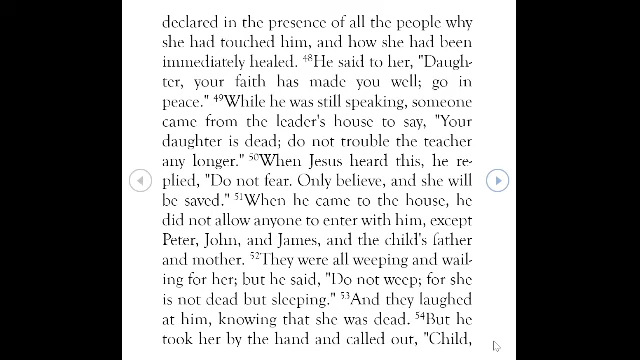 declared in the presence of all the people why
she had touched him, and how she had been
immediately healed. 48He said to her, "Daugh-
ter, your faith has made you well; go in
peace." 49While he was still speaking, someone
came from the leader's house to say, "Your
daughter is dead; do not trouble the teacher
any longer." 50When Jesus heard this, he re-
plied, "Do not fear. Only believe, and she will
be saved." 51When he came to the house, he
did not allow anyone to enter with him, except
Peter, John, and James, and the child's father
and mother. 52They were all weeping and wail-
ing for her; but he said, "Do not weep; for she
is not dead but sleeping." 53And they laughed
at him, knowing that she was dead. 54But he
took her by the hand and called out, "Child,